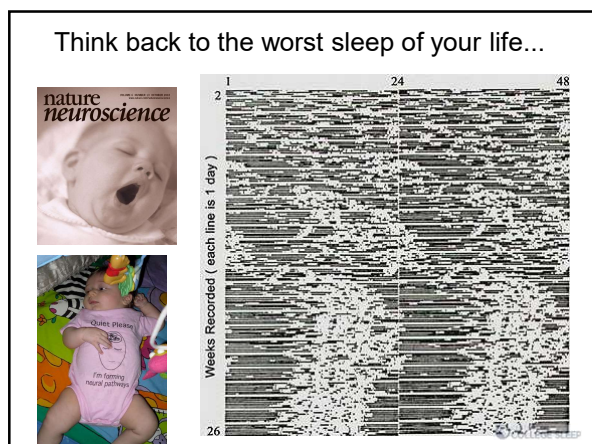 Think back to the worst sleep of your life...
nature
neuroscience
Quiet Please
I'm forming
neural pathways
1
24
48
2
Weeks Recorded ( each line is 1 day )
26
COLLEGE SLEEP